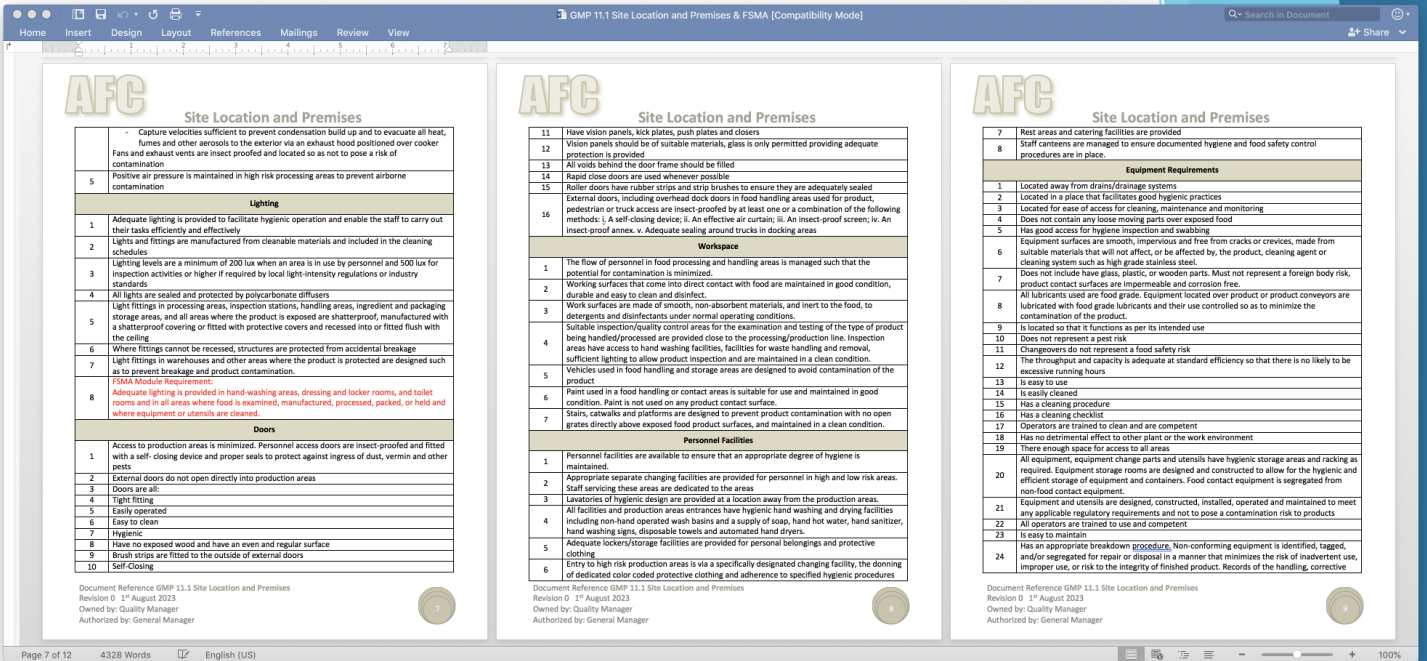 GMP 11.1 Site Location and Premises & FSMA [Compatibility Mode]
Search in Document
Home Insert Design Layout References Mailings Review View
Share
1 2 3 4 5 6 7
AFC
Site Location and Premises
- Capture velocities sufficient to prevent condensation build up and to evacuate all heat,
fumes and other aerosols to the exterior via an exhaust hood positioned over cooker
Fans and exhaust vents are insect proofed and located so as not to pose a risk of
contamination
5 Positive air pressure is maintained in high risk processing areas to prevent airborne
contamination
Lighting
1 Adequate lighting is provided to facilitate hygienic operation and enable the staff to carry out
their tasks efficiently and effectively
2 Lights and fittings are manufactured from cleanable materials and included in the cleaning
schedules
3 Lighting levels are a minimum of 200 lux when an area is in use by personnel and 500 lux for
inspection activities or higher if required by local light-intensity regulations or industry
standards
4 All lights are sealed and protected by polycarbonate diffusers
5 Light fittings in processing areas, inspection stations, handling areas, ingredient and packaging
storage areas, and all areas where the product is exposed are shatterproof, manufactured with
a shatterproof covering or fitted with protective covers and recessed into or fitted flush with
the ceiling
6 Where fittings cannot be recessed, structures are protected from accidental breakage
7 Light fittings in warehouses and other areas where the product is protected are designed such
as to prevent breakage and product contamination.
8 FSMA Module Requirement:
Adequate lighting is provided in hand-washing areas, dressing and locker rooms, and toilet
rooms and in all areas where food is examined, manufactured, processed, packed, or held and
where equipment or utensils are cleaned.
Doors
1 Access to production areas is minimized. Personnel access doors are insect-proofed and fitted
with a self- closing device and proper seals to protect against ingress of dust, vermin and other
pests
2 External doors do not open directly into production areas
3 Doors are all:
4 Tight fitting
5 Easily operated
6 Easy to clean
7 Hygienic
8 Have no exposed wood and have an even and regular surface
9 Brush strips are fitted to the outside of external doors
10 Self-Closing
Document Reference GMP 11.1 Site Location and Premises
Revision 0 1st August 2023
Owned by: Quality Manager
Authorized by: General Manager
7
AFC
Site Location and Premises
11 Have vision panels, kick plates, push plates and closers
12 Vision panels should be of suitable materials, glass is only permitted providing adequate
protection is provided
13 All voids behind the door frame should be filled
14 Rapid close doors are used whenever possible
15 Roller doors have rubber strips and strip brushes to ensure they are adequately sealed
16 External doors, including overhead dock doors in food handling areas used for product,
pedestrian or truck access are insect-proofed by at least one or a combination of the following
methods: i. A self-closing device; ii. An effective air curtain; iii. An insect-proof screen; iv. An
insect-proof annex. v. Adequate sealing around trucks in docking areas
Workspace
1 The flow of personnel in food processing and handling areas is managed such that the
potential for contamination is minimized.
2 Working surfaces that come into direct contact with food are maintained in good condition,
durable and easy to clean and disinfect.
3 Work surfaces are made of smooth, non-absorbent materials, and inert to the food, to
detergents and disinfectants under normal operating conditions.
4 Suitable inspection/quality control areas for the examination and testing of the type of product
being handled/processed are provided close to the processing/production line. Inspection
areas have access to hand washing facilities, facilities for waste handling and removal,
sufficient lighting to allow product inspection and are maintained in a clean condition.
5 Vehicles used in food handling and storage areas are designed to avoid contamination of the
product
6 Paint used in a food handling or contact areas is suitable for use and maintained in good
condition. Paint is not used on any product contact surface.
7 Stairs, catwalks and platforms are designed to prevent product contamination with no open
grates directly above exposed food product surfaces, and maintained in a clean condition.
Personnel Facilities
1 Personnel facilities are available to ensure that an appropriate degree of hygiene is
maintained.
2 Appropriate separate changing facilities are provided for personnel in high and low risk areas.
Staff servicing these areas are dedicated to the areas
3 Lavatories of hygienic design are provided at a location away from the production areas.
4 All facilities and production areas entrances have hygienic hand washing and drying facilities
including non-hand operated wash basins and a supply of soap, hand hot water, hand sanitizer,
hand washing signs, disposable towels and automated hand dryers.
5 Adequate lockers/storage facilities are provided for personal belongings and protective
clothing
6 Entry to high risk production areas is via a specifically designated changing facility, the donning
of dedicated color coded protective clothing and adherence to specified hygienic procedures
Document Reference GMP 11.1 Site Location and Premises
Revision 0 1st August 2023
Owned by: Quality Manager
Authorized by: General Manager
8
AFC
Site Location and Premises
7 Rest areas and catering facilities are provided
8 Staff canteens are managed to ensure documented hygiene and food safety control
procedures are in place.
Equipment Requirements
1 Located away from drains/drainage systems
2 Located in a place that facilitates good hygienic practices
3 Located for ease of access for cleaning, maintenance and monitoring
4 Does not contain any loose moving parts over exposed food
5 Has good access for hygiene inspection and swabbing
6 Equipment surfaces are smooth, impervious and free from cracks or crevices, made from
suitable materials that will not affect, or be affected by, the product, cleaning agent or
cleaning system such as high grade stainless steel.
7 Does not include have glass, plastic, or wooden parts. Must not represent a foreign body risk,
product contact surfaces are impermeable and corrosion free.
8 All lubricants used are food grade. Equipment located over product or product conveyors are
lubricated with food grade lubricants and their use controlled so as to minimize the
contamination of the product.
9 Is located so that it functions as per its intended use
10 Does not represent a pest risk
11 Changeovers do not represent a food safety risk
12 The throughput and capacity is adequate at standard efficiency so that there is no likely to be
excessive running hours
13 Is easy to use
14 Is easily cleaned
15 Has a cleaning procedure
16 Has a cleaning checklist
17 Operators are trained to clean and are competent
18 Has no detrimental effect to other plant or the work environment
19 There enough space for access to all areas
20 All equipment, equipment change parts and utensils have hygienic storage areas and racking as
required. Equipment storage rooms are designed and constructed to allow for the hygienic and
efficient storage of equipment and containers. Food contact equipment is segregated from
non-food contact equipment.
21 Equipment and utensils are designed, constructed, installed, operated and maintained to meet
any applicable regulatory requirements and not to pose a contamination risk to products
22 All operators are trained to use and competent
23 Is easy to maintain
24 Has an appropriate breakdown procedure. Non-conforming equipment is identified, tagged,
and/or segregated for repair or disposal in a manner that minimizes the risk of inadvertent use,
improper use, or risk to the integrity of finished product. Records of the handling, corrective
Document Reference GMP 11.1 Site Location and Premises
Revision 0 1st August 2023
Owned by: Quality Manager
Authorized by: General Manager
9
Page 7 of 12 4328 Words English (US)
100%